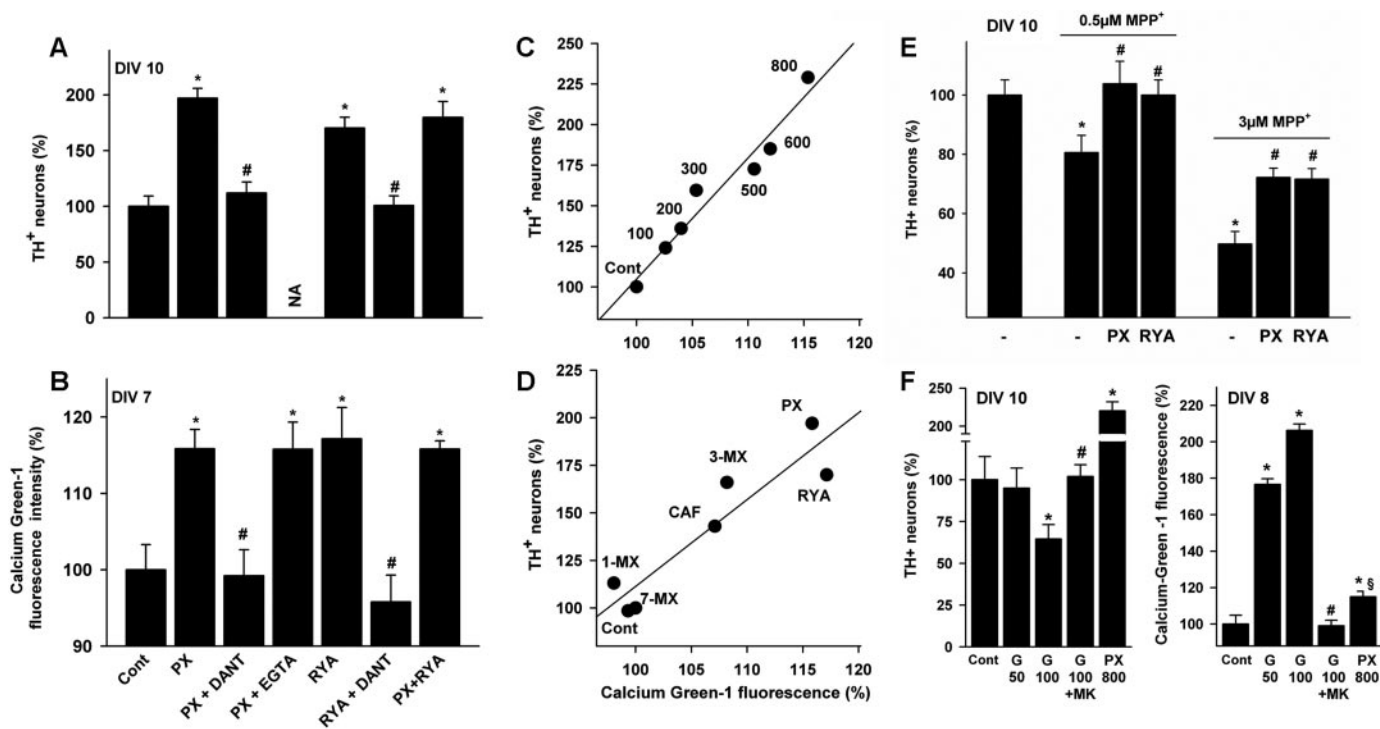 A
DIV 10
TH+ neurons (%)
200
150
100
50
0
*
#
NA
*
#
*
B
DIV 7
Calcium Green-1
fluorescence intensity (%)
120
110
100
90
*
#
*
*
#
*
Cont
PX
PX + DANT
PX + EGTA
RYA
RYA + DANT
PX+RYA
C
TH+ neurons (%)
250
225
200
175
150
125
100
800
600
500
300
200
100
Cont
100 105 110 115 120
D
TH+ neurons (%)
200
175
150
125
100
PX
3-MX
RYA
CAF
1-MX
7-MX
Cont
100 105 110 115 120
Calcium Green-1 fluorescence (%)
E
DIV 10
0.5µM MPP+
3µM MPP+
TH+ neurons (%)
100
80
60
40
*
#
#
*
#
#
- - PX RYA - PX RYA
F
DIV 10
TH+ neurons (%)
250
200
100
75
50
25
0
*
#
*
Cont G G G PX
50 100 100 800
+MK
DIV 8
Calcium-Green -1 fluorescence (%)
220
200
180
160
140
120
100
*
*
#
* §
Cont G G G PX
50 100 100 800
+MK